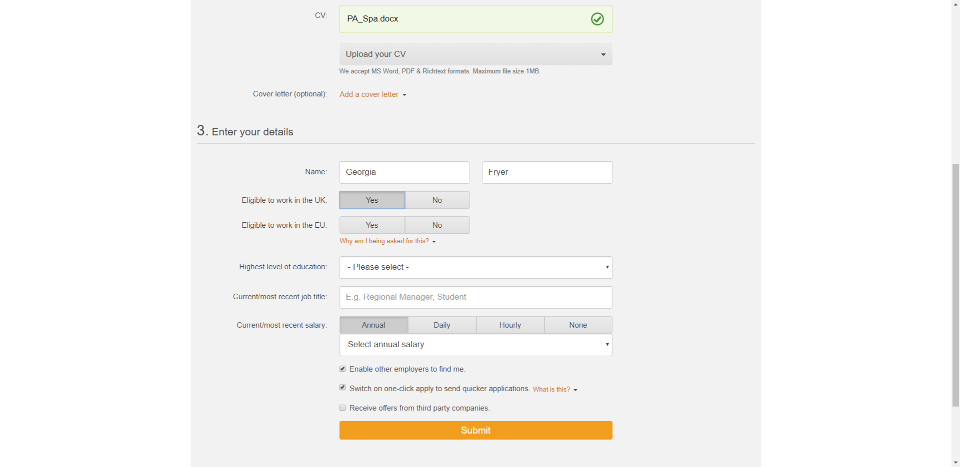 CV: PA_Spa.docx
Upload your CV
We accept MS Word, PDF & Richtext formats. Maximum file size 1MB.
Cover letter (optional): Add a cover letter
3. Enter your details
Name: Georgia Fryer
Eligible to work in the UK. Yes No
Eligible to work in the EU. Yes No
Why am I being asked for this?
Highest level of education: - Please select -
Current/most recent job title: E.g. Regional Manager, Student
Current/most recent salary: Annual Daily Hourly None
Select annual salary
Enable other employers to find me.
Switch on one-click apply to send quicker applications. What is this?
Receive offers from third party companies.
Submit